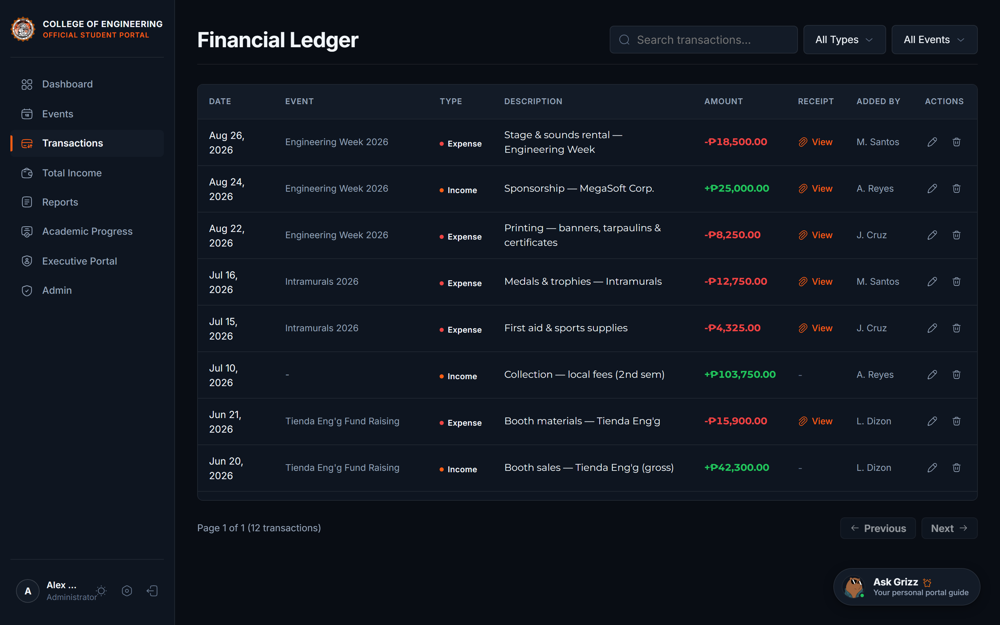 COLLEGE OF ENGINEERING
OFFICIAL STUDENT PORTAL
Dashboard
Events
Transactions
Total Income
Reports
Academic Progress
Executive Portal
Admin
A
Alex ...
Administrator
Financial Ledger
Search transactions...
All Types
All Events
DATE EVENT TYPE DESCRIPTION AMOUNT RECEIPT ADDED BY ACTIONS
Aug 26,
2026
Engineering Week 2026
Expense
Stage & sounds rental —
Engineering Week
-₱18,500.00
View
M. Santos
Aug 24,
2026
Engineering Week 2026
Income
Sponsorship — MegaSoft Corp.
+₱25,000.00
View
A. Reyes
Aug 22,
2026
Engineering Week 2026
Expense
Printing — banners, tarpaulins &
certificates
-₱8,250.00
View
J. Cruz
Jul 16,
2026
Intramurals 2026
Expense
Medals & trophies — Intramurals
-₱12,750.00
View
M. Santos
Jul 15,
2026
Intramurals 2026
Expense
First aid & sports supplies
-₱4,325.00
View
J. Cruz
Jul 10,
2026
-
Income
Collection — local fees (2nd sem)
+₱103,750.00
-
A. Reyes
Jun 21,
2026
Tienda Eng'g Fund Raising
Expense
Booth materials — Tienda Eng'g
-₱15,900.00
View
L. Dizon
Jun 20,
2026
Tienda Eng'g Fund Raising
Income
Booth sales — Tienda Eng'g (gross)
+₱42,300.00
-
L. Dizon
Page 1 of 1 (12 transactions)
Previous
Next
Ask Grizz
Your personal portal guide